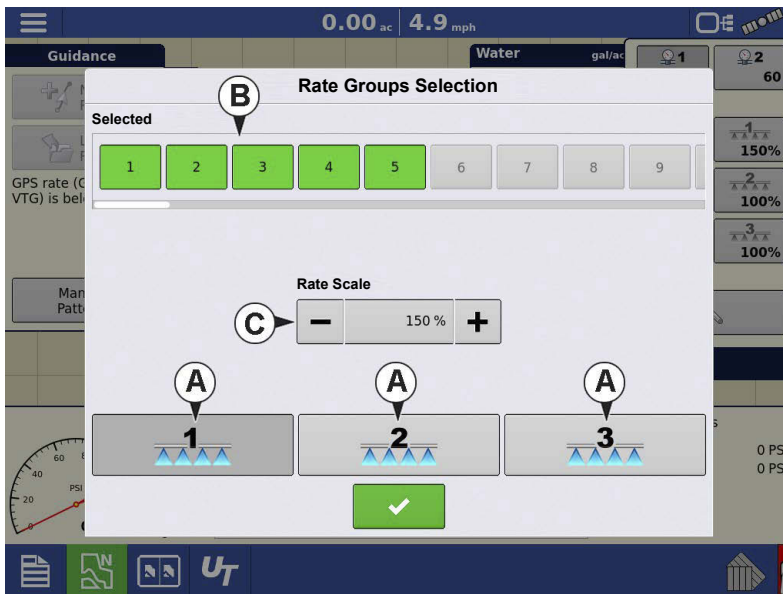 0.00 ac 4.9 mph
Guidance
Water gal/ac
1
2
60
Rate Groups Selection
B
Selected
1 2 3 4 5 6 7 8 9
1
150%
2
100%
3
100%
GPS rate (
VTG) is bel
Man
Patt
Rate Scale
C
− 150 % +
A A A
1 2 3
60
40
20
PSI
0
0 PS
0 PS
N
UT